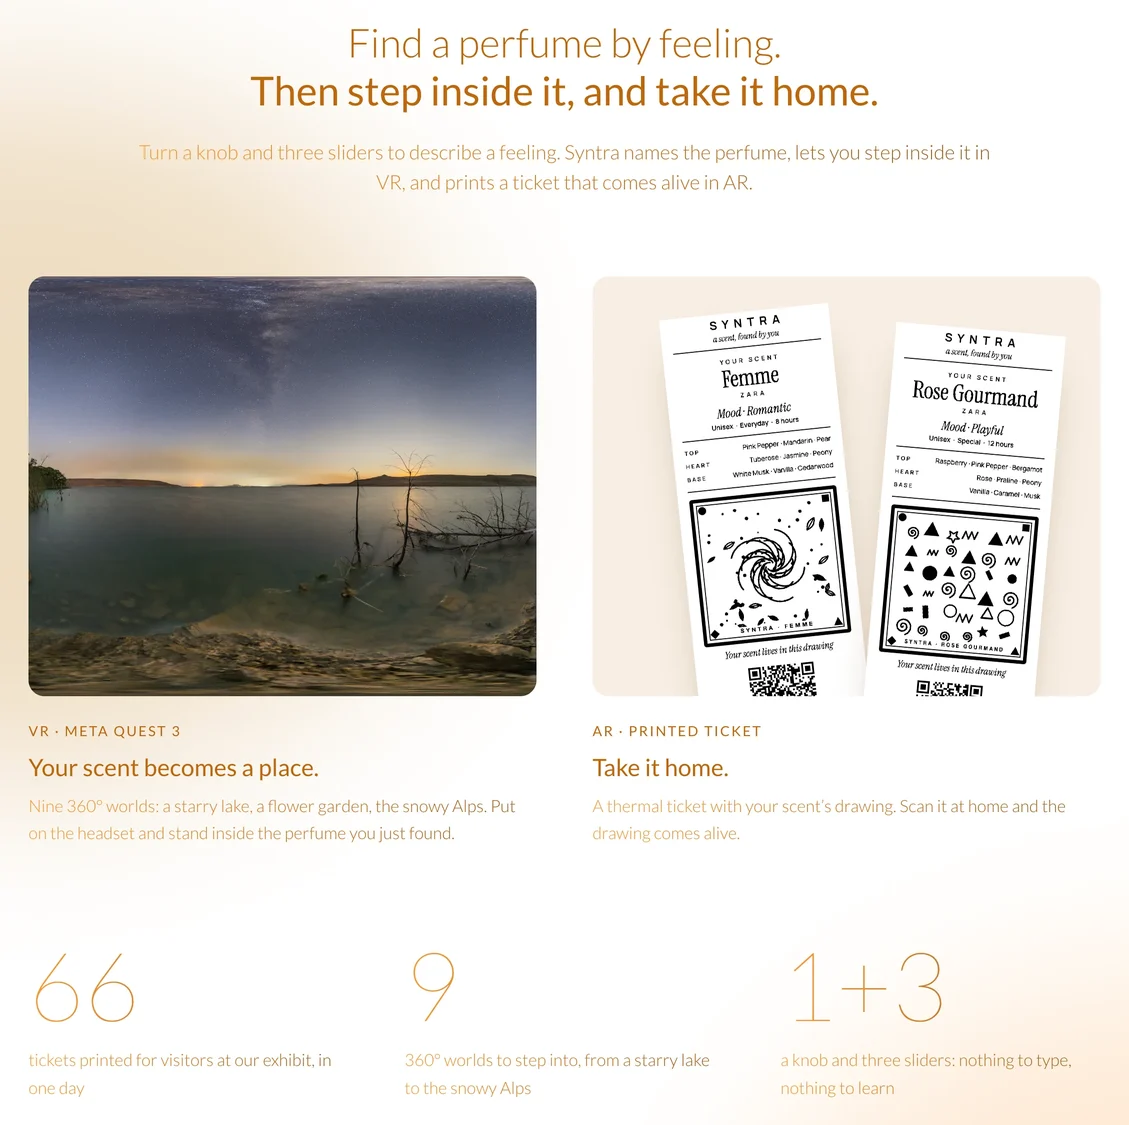 Find a perfume by feeling.
Then step inside it, and take it home.
Turn a knob and three sliders to describe a feeling. Syntra names the perfume, lets you step inside it in
VR, and prints a ticket that comes alive in AR.
SYNTRA
a scent, found by you
YOUR SCENT
Femme
ZARA
Mood · Romantic
Unisex · Everyday · 8 hours
TOP Pink Pepper · Mandarin · Pear
HEART Tuberose · Jasmine · Peony
BASE White Musk · Vanilla · Cedarwood
SYNTRA · FEMME
Your scent lives in this drawing
SYNTRA
a scent, found by you
YOUR SCENT
Rose Gourmand
ZARA
Mood · Playful
Unisex · Special · 12 hours
TOP Raspberry · Pink Pepper · Bergamot
HEART Rose · Praline · Peony
BASE Vanilla · Caramel · Musk
SYNTRA · ROSE GOURMAND
Your scent lives in this drawing
VR · META QUEST 3
Your scent becomes a place.
Nine 360° worlds: a starry lake, a flower garden, the snowy Alps. Put
on the headset and stand inside the perfume you just found.
AR · PRINTED TICKET
Take it home.
A thermal ticket with your scent’s drawing. Scan it at home and the
drawing comes alive.
66
tickets printed for visitors at our exhibit, in
one day
9
360° worlds to step into, from a starry lake
to the snowy Alps
1+3
a knob and three sliders: nothing to type,
nothing to learn